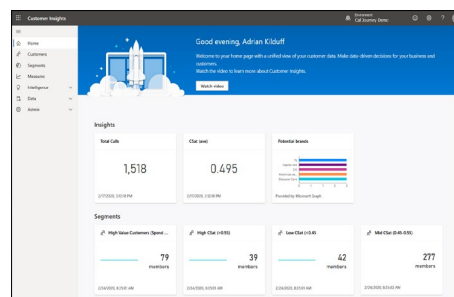 Customer Insights
Environment
Cal Journey Demo
?
Home
Customers
Segments
Measures
Intelligence
Data
Admin
Good evening, Adrian Kilduff
Welcome to your home page with a unified view of your customer data. Make data-driven decisions for your business and
customers.
Watch the video to learn more about Customer Insights.
Watch video
Insights
Total Calls
1,518
CSat (ave)
0.495
Potential brands
Provided by Microsoft Graph
Segments
High Value Customers (Spend ...
79
members
High CSat (>0.55)
39
members
Low CSat (<0.45
42
members
Mid CSat (0.45-0.55)
277
members